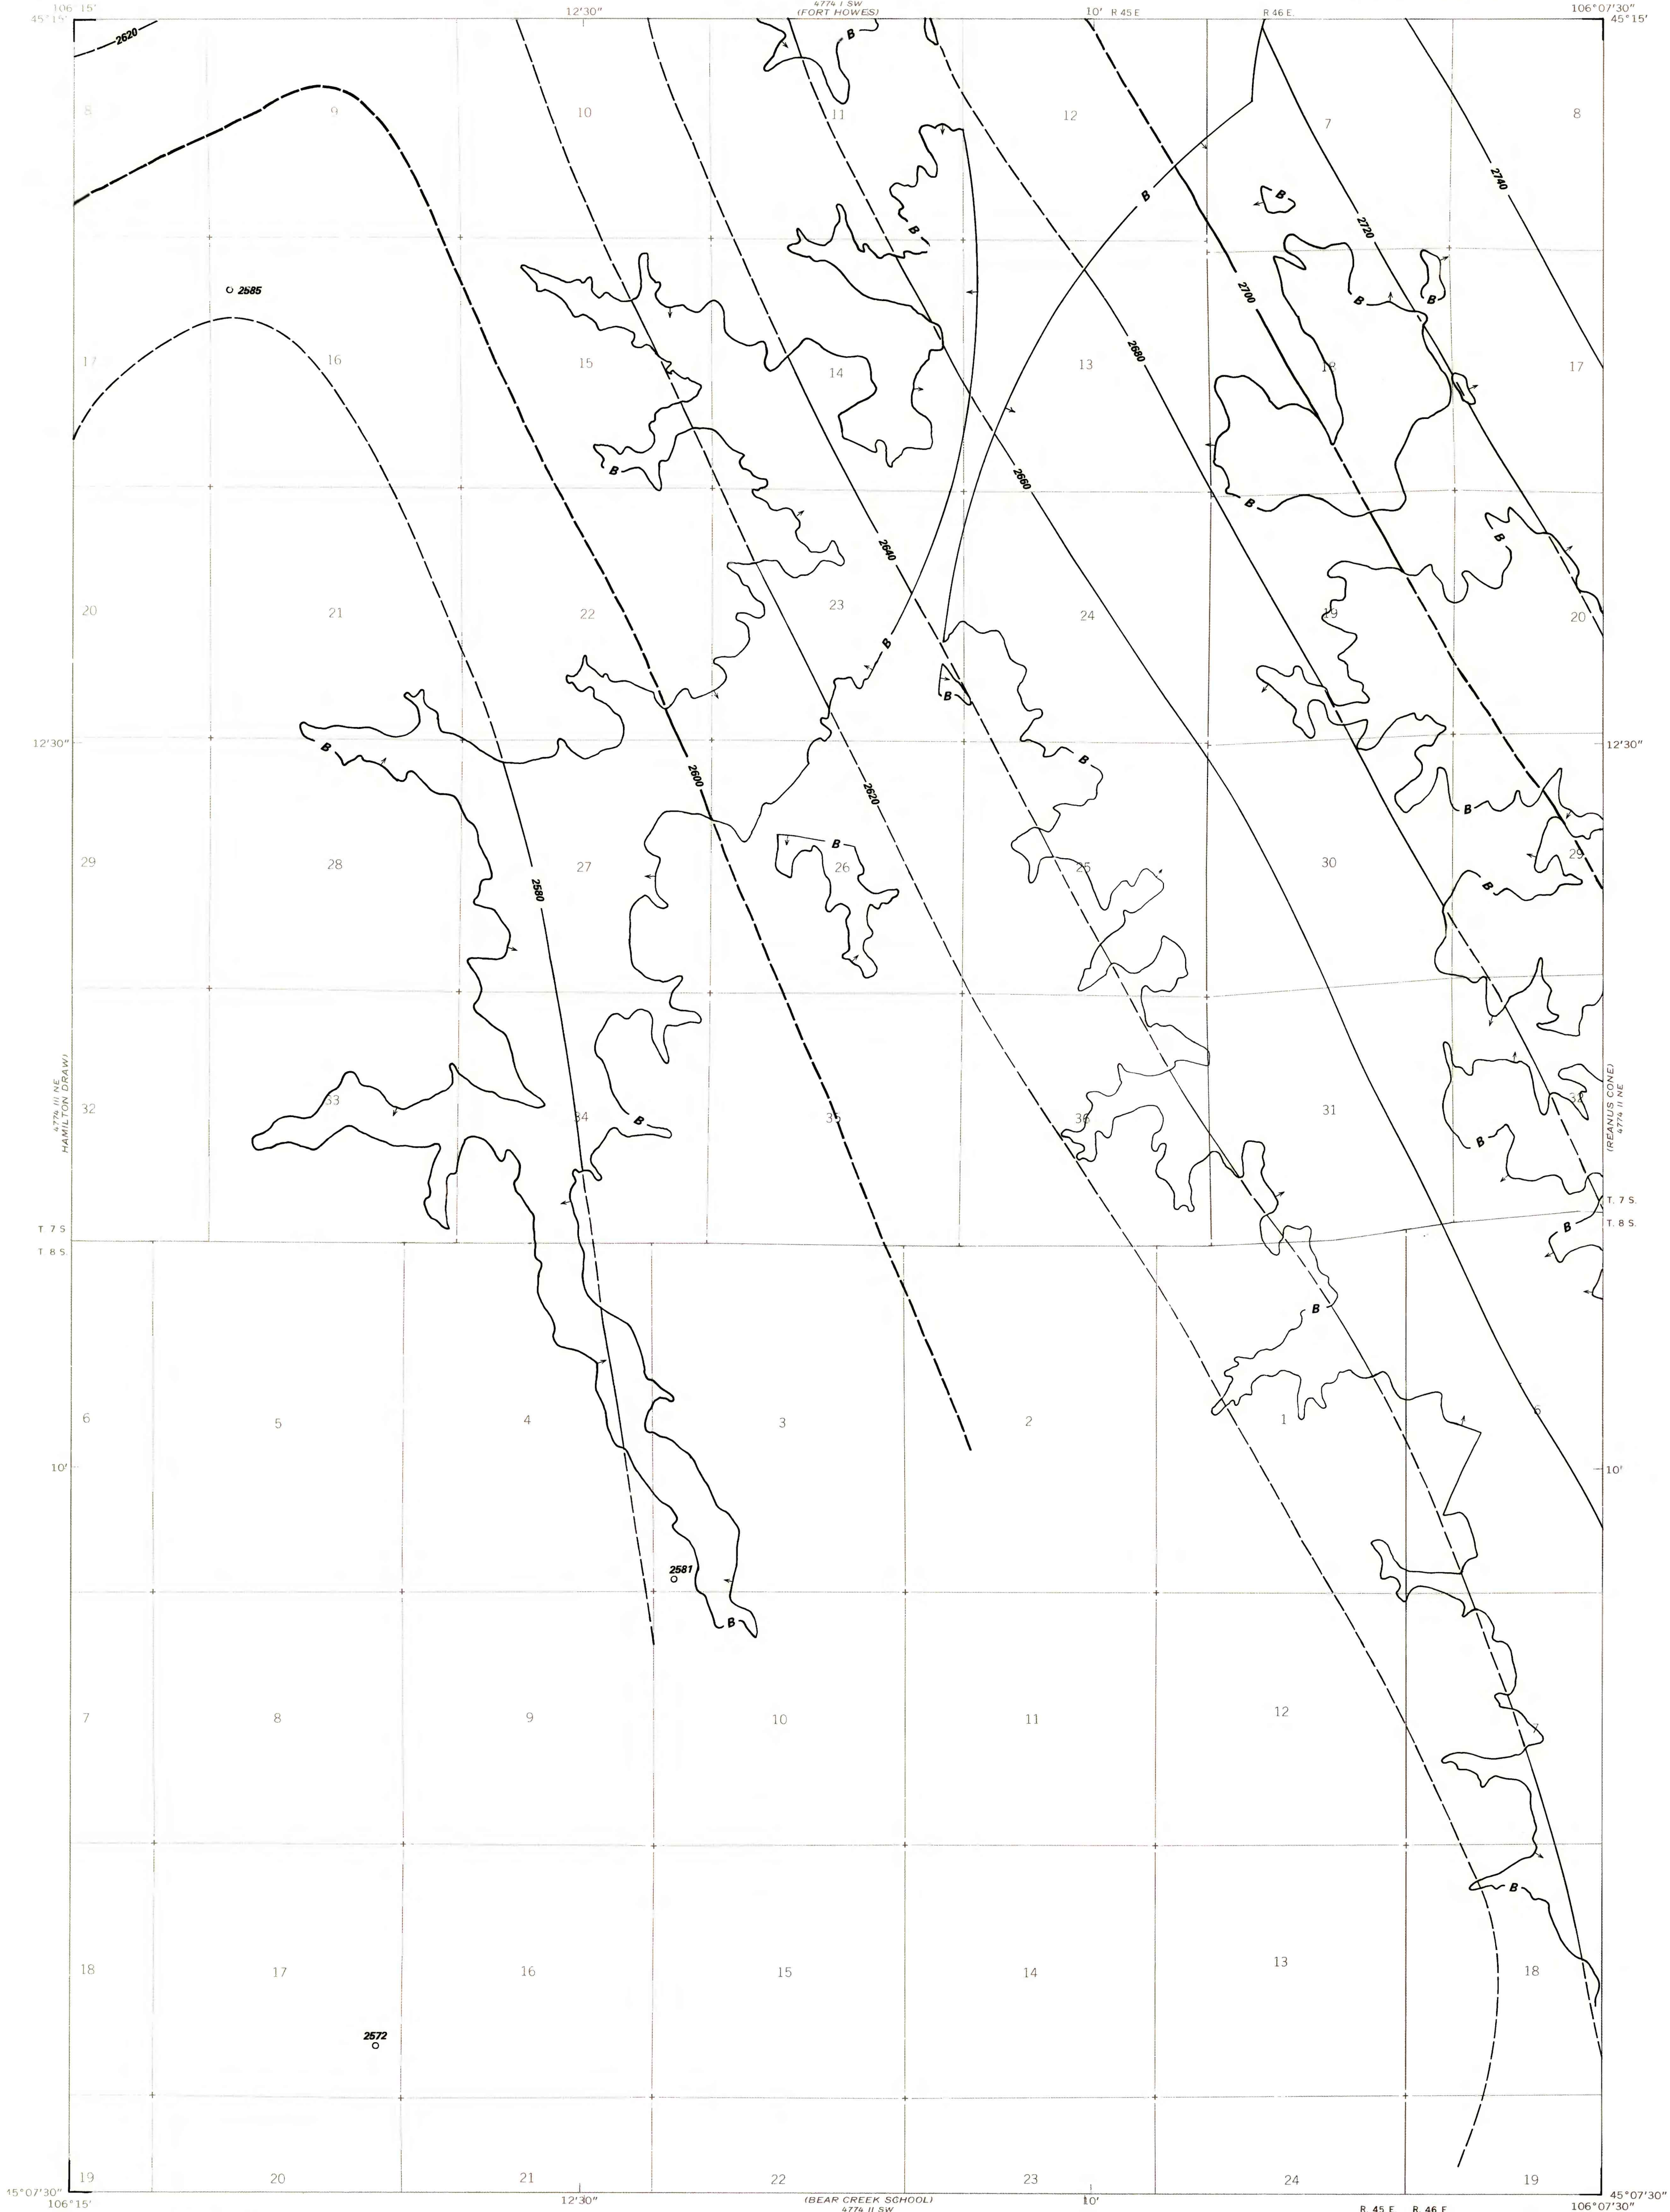 106°15'
45°15'
12'30"
4774 I SW
(FORT HOWES)
10'
R 45 E
R 46 E.
106°07'30"
45°15'
2620
B
8
9
10
11
12
7
8
2740
B
B
2720
B
2585
2700
B
B
17
16
15
14
13
18
17
2680
B
2660
B
B
2640
20
21
22
23
24
19
20
B
B
12'30"
B
B
12'30"
2600
2620
B
B
29
28
27
26
25
30
29
2580
B
4774 III NE
HAMILTON DRAW)
32
33
34
35
36
31
32
B
B
(REANUS CONE)
4774 II NE
T 7 S
T 8 S.
T. 7 S.
T. 8 S.
B
B
6
5
4
3
2
1
6
10'
10'
2581
B
7
8
9
10
11
12
7
B
18
17
16
15
14
13
18
2572
19
20
21
22
23
24
19
45°07'30"
106°15'
12'30"
(BEAR CREEK SCHOOL)
4774 II SW
10'
R. 45 E.
R. 46 E.
45°07'30"
106°07'30"